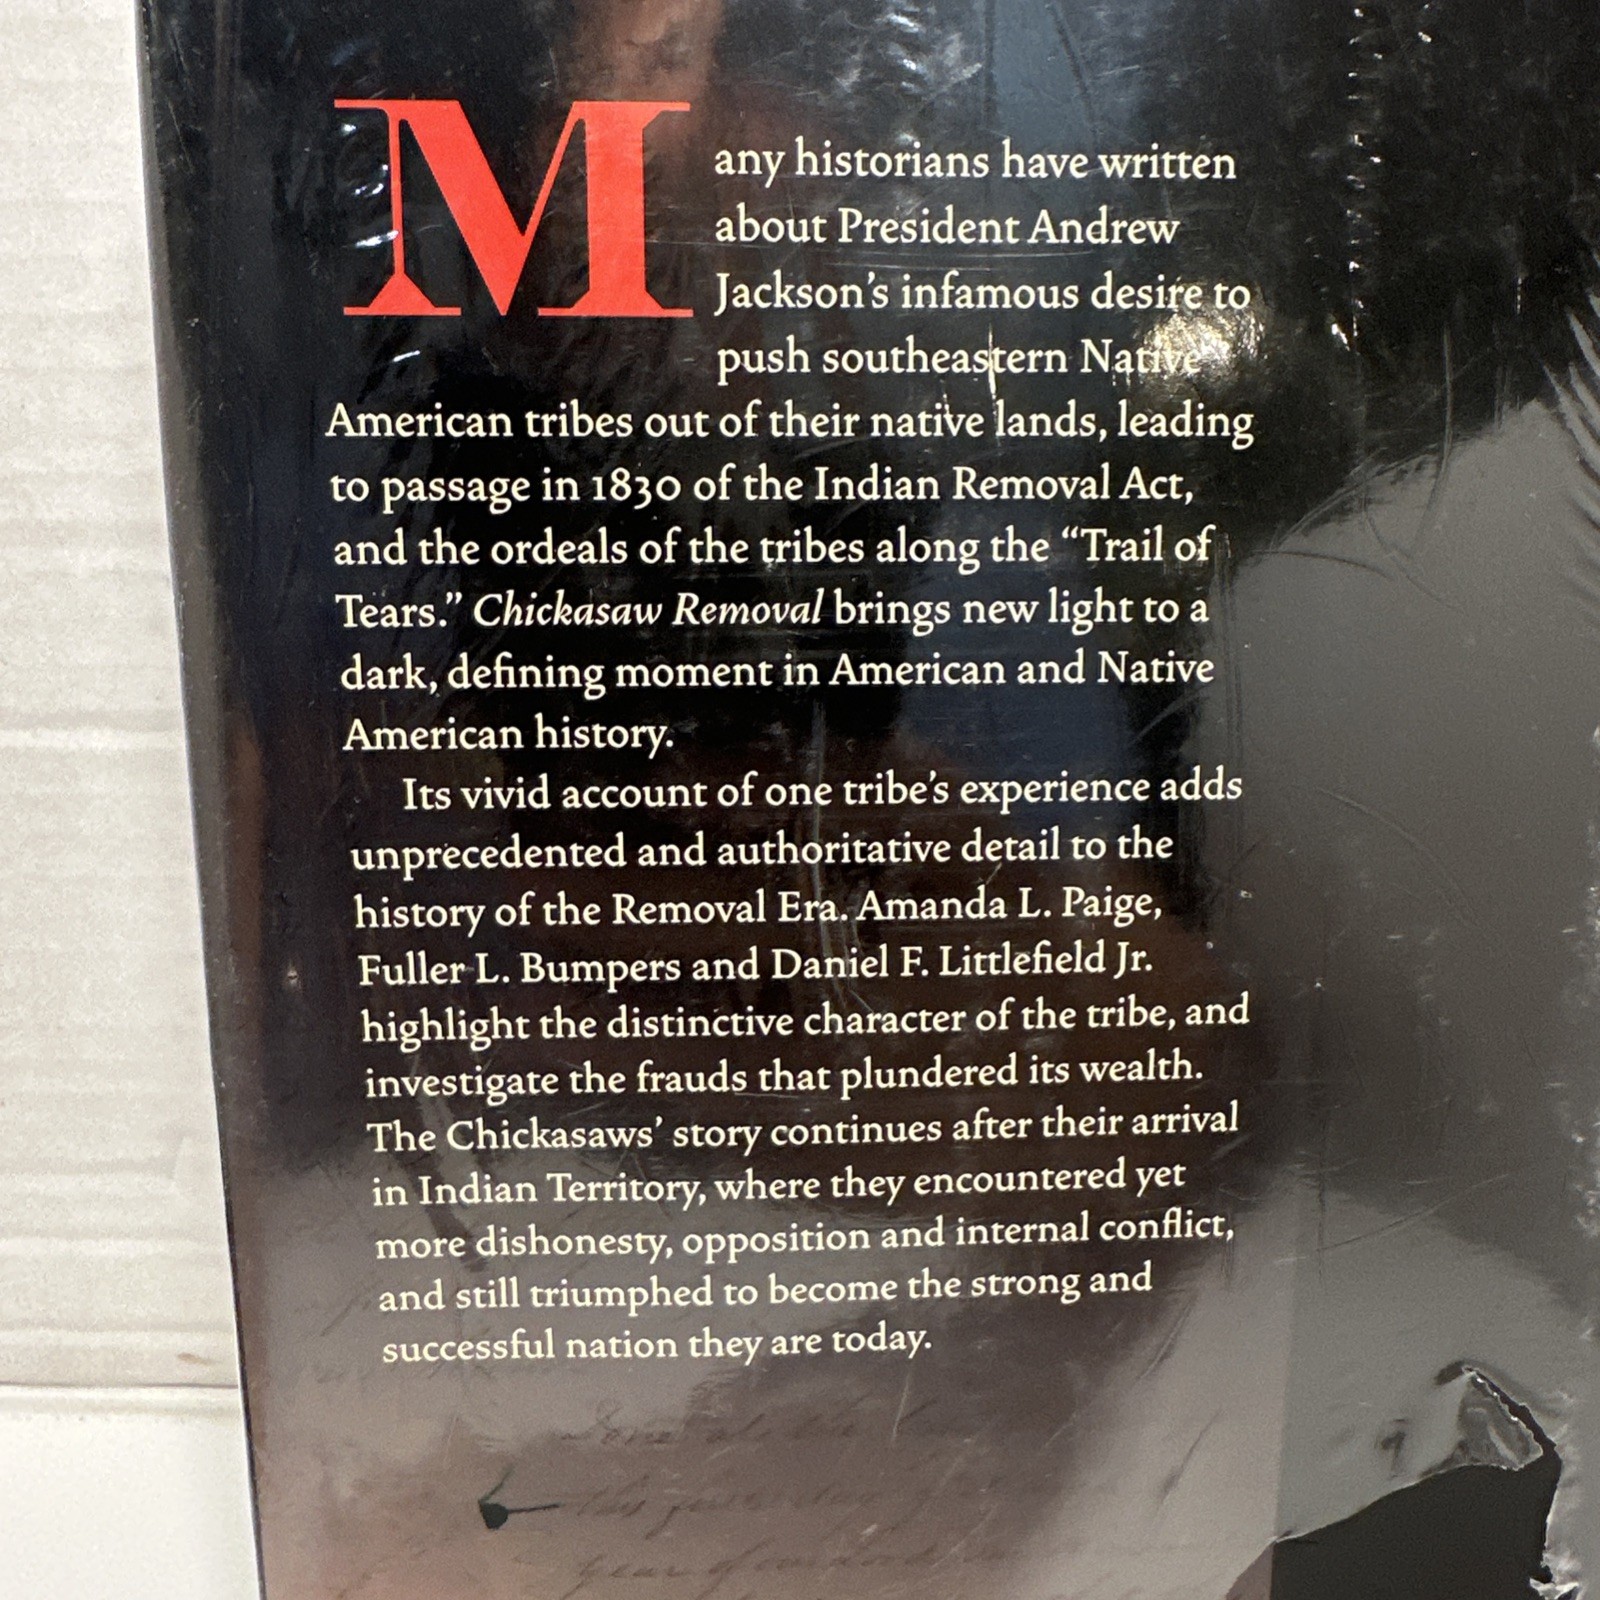 Many historians have written
about President Andrew
Jackson's infamous desire to
push southeastern Native
American tribes out of their native lands, leading
to passage in 1830 of the Indian Removal Act,
and the ordeals of the tribes along the “Trail of
Tears.” Chickasaw Removal brings new light to a
dark, defining moment in American and Native
American history.
Its vivid account of one tribe's experience adds
unprecedented and authoritative detail to the
history of the Removal Era. Amanda L. Paige,
Fuller L. Bumpers and Daniel F. Littlefield Jr.
highlight the distinctive character of the tribe, and
investigate the frauds that plundered its wealth.
The Chickasaws' story continues after their arrival
in Indian Territory, where they encountered yet
more dishonesty, opposition and internal conflict,
and still triumphed to become the strong and
successful nation they are today.